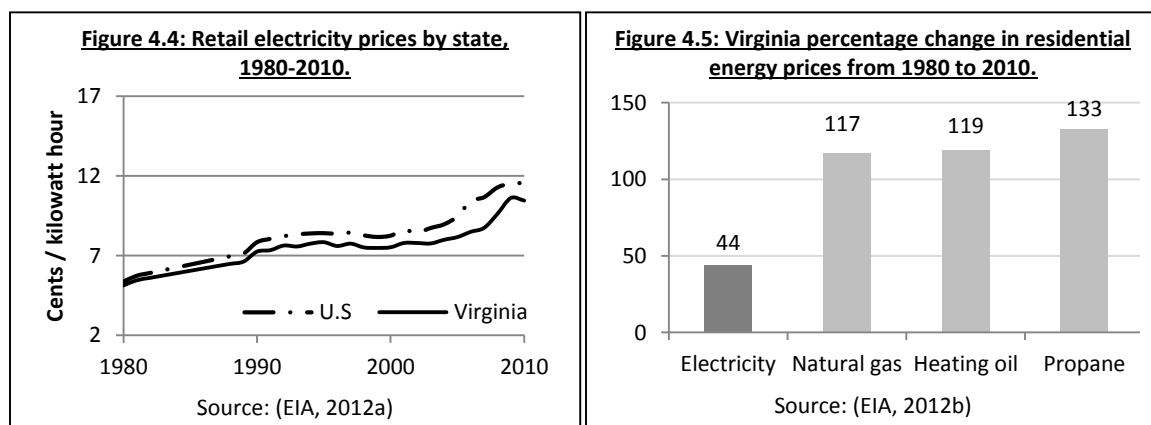 Figure 4.4: Retail electricity prices by state,
1980-2010.
17
12
7
2
Cents / kilowatt hour
U.S
Virginia
1980
1990
2000
2010
Source: (EIA, 2012a)
Figure 4.5: Virginia percentage change in residential
energy prices from 1980 to 2010.
150
100
50
0
44
117
119
133
Electricity
Natural gas
Heating oil
Propane
Source: (EIA, 2012b)